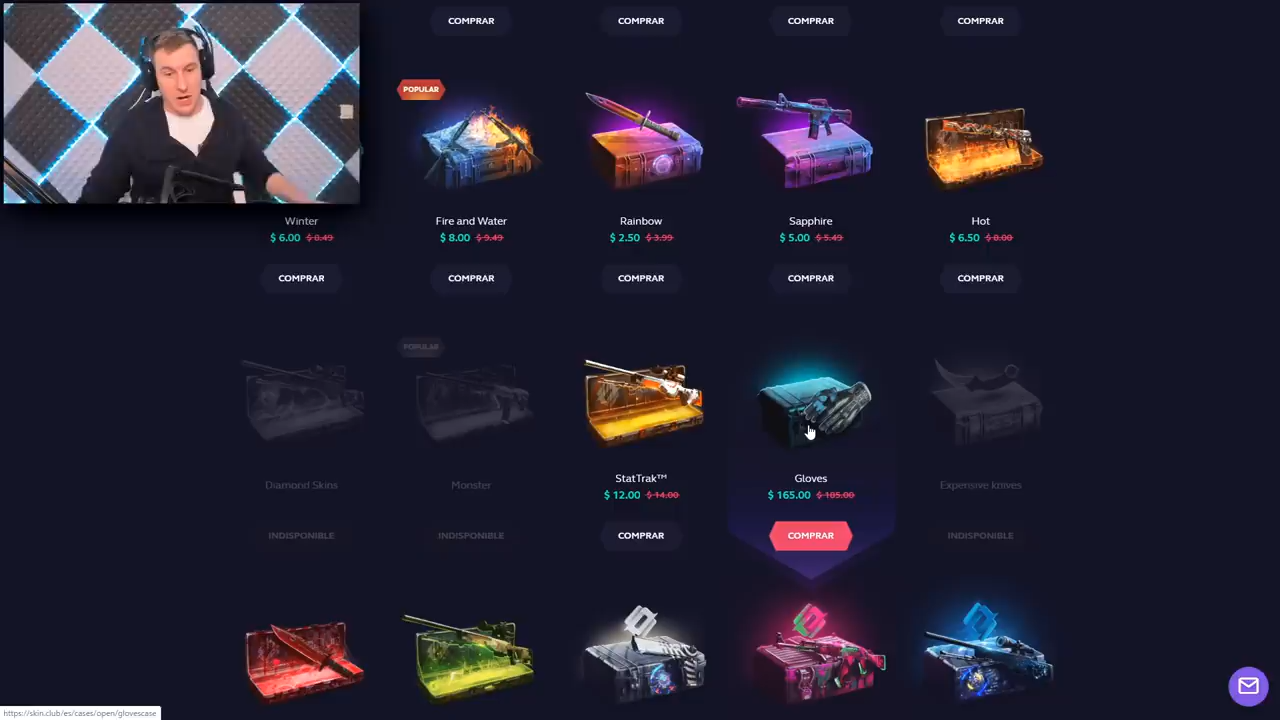 COMPRAR COMPRAR COMPRAR COMPRAR
POPULAR
Winter Fire and Water Rainbow Sapphire Hot
$ 6.00 $ 8.49 $ 8.00 $ 9.49 $ 2.50 $ 3.99 $ 5.00 $ 5.49 $ 6.50 $ 8.00
COMPRAR COMPRAR COMPRAR COMPRAR COMPRAR
POPULAR
Diamond Skins Monster StatTrak™ Gloves Expensive knives
$ 12.00 $ 14.00 $ 165.00 $ 185.00
INDISPONIBLE INDISPONIBLE COMPRAR COMPRAR INDISPONIBLE
https://skin.club/es/cases/open/glovescase